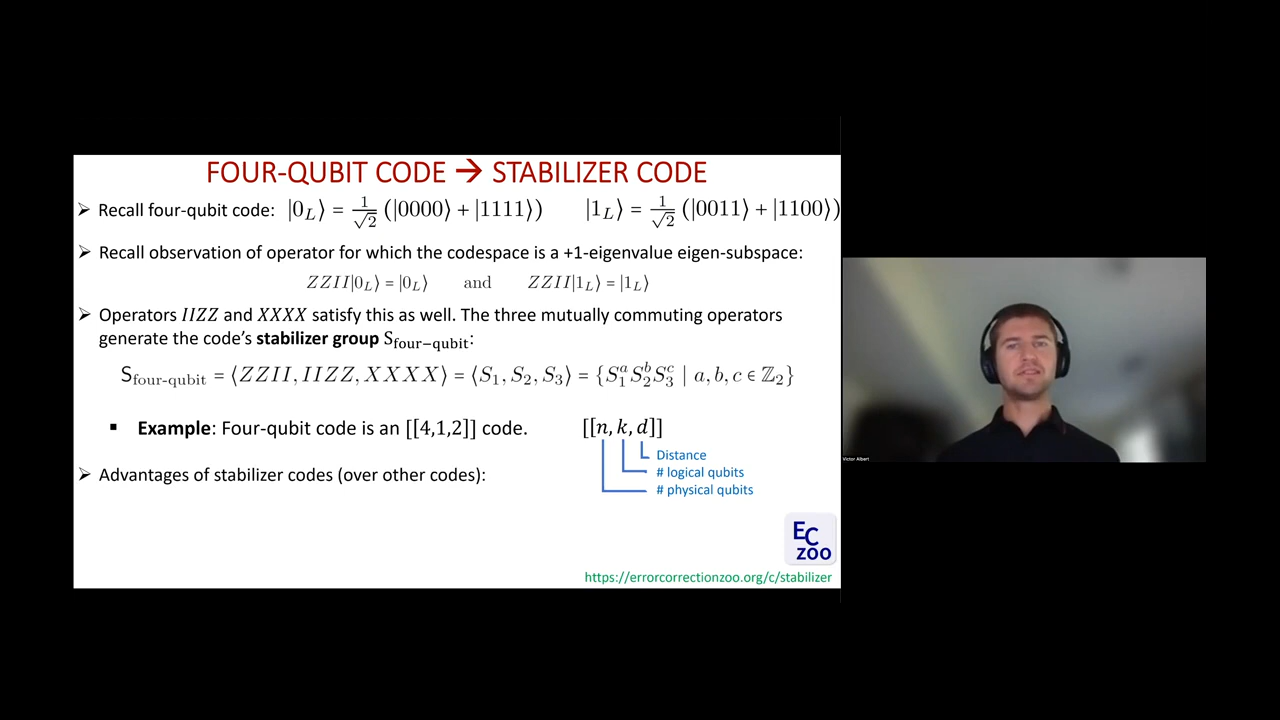 FOUR-QUBIT CODE → STABILIZER CODE
➢ Recall four-qubit code: |0_L⟩ = 1/√2 (|0000⟩ + |1111⟩) |1_L⟩ = 1/√2 (|0011⟩ + |1100⟩)
➢ Recall observation of operator for which the codespace is a +1-eigenvalue eigen-subspace:
ZZII|0_L⟩ = |0_L⟩ and ZZII|1_L⟩ = |1_L⟩
➢ Operators IIZZ and XXXX satisfy this as well. The three mutually commuting operators
generate the code's stabilizer group S_four−qubit:
S_four-qubit = ⟨ZZII, IIZZ, XXXX⟩ = ⟨S_1, S_2, S_3⟩ = {S_1^a S_2^b S_3^c | a, b, c ∈ ℤ_2}
▪ Example: Four-qubit code is an [[4,1,2]] code. [[n, k, d]]
Distance
# logical qubits
# physical qubits
➢ Advantages of stabilizer codes (over other codes):
EC
zoo
https://errorcorrectionzoo.org/c/stabilizer
Victor Albert